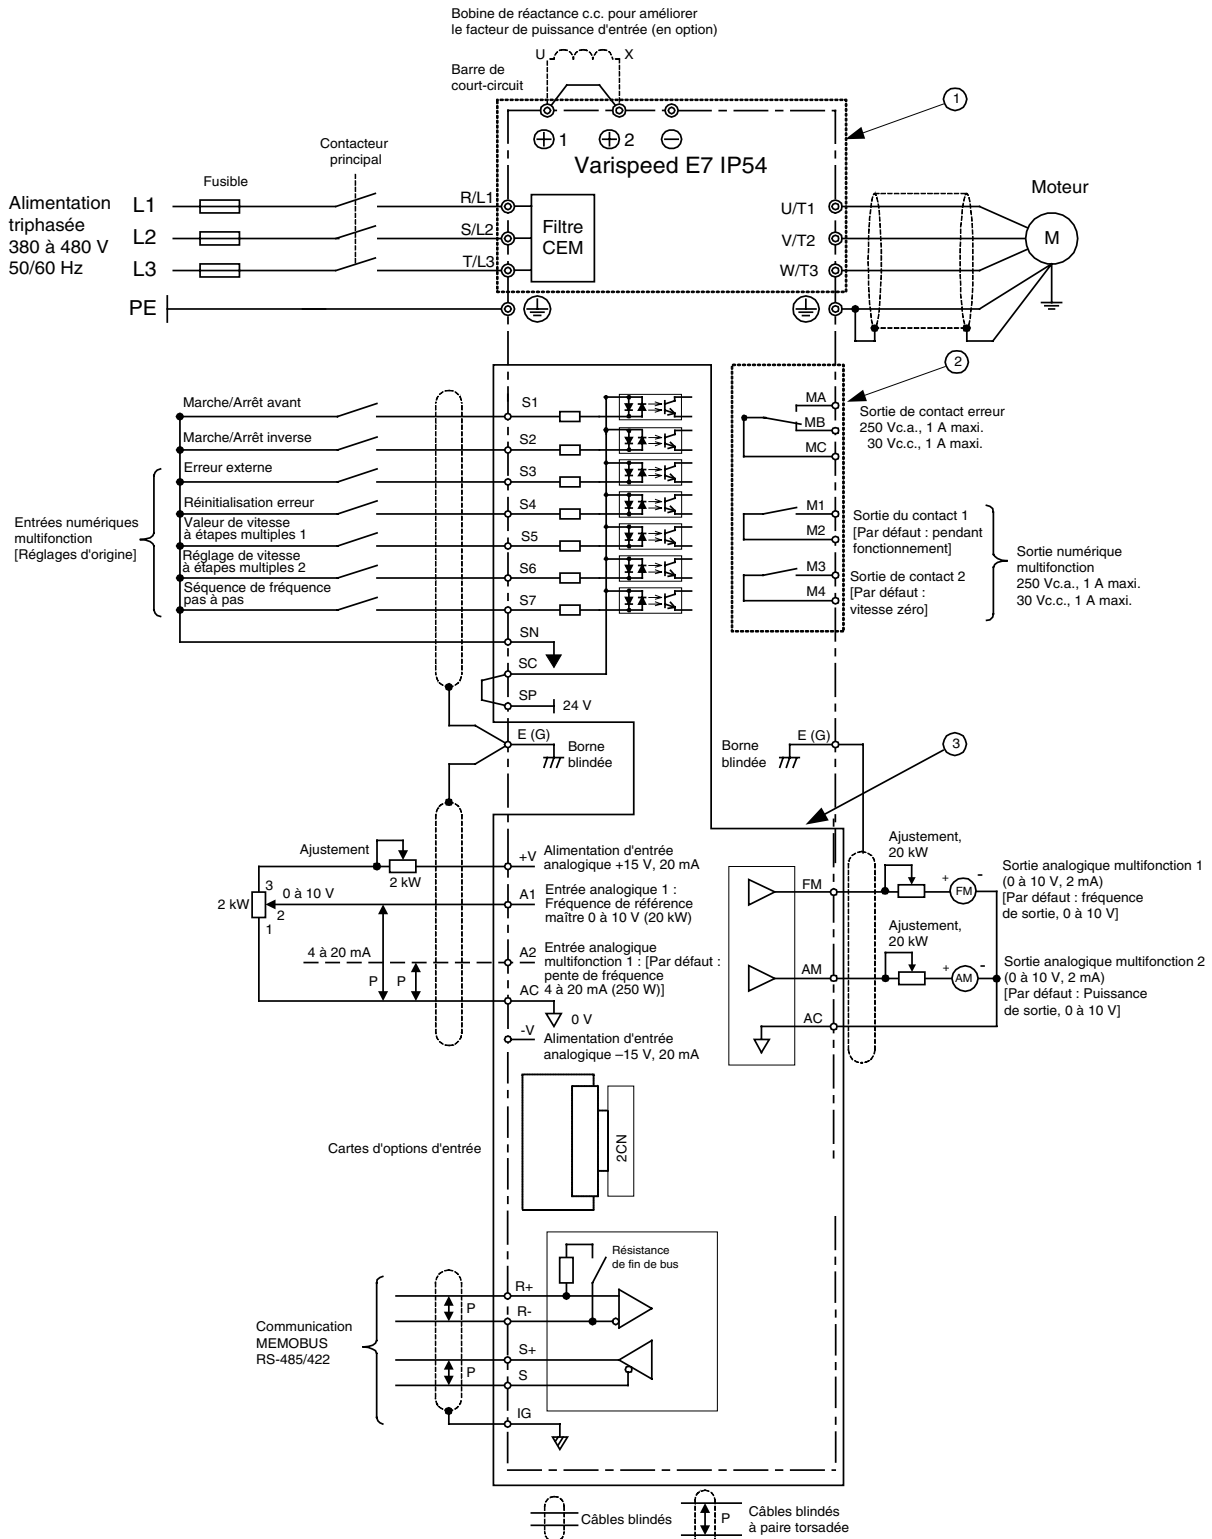 Bobine de réactance c.c. pour améliorer
le facteur de puissance d'entrée (en option)
U
X
Barre de
court-circuit
1
1
2
Varispeed E7 IP54
Contacteur
principal
Fusible
Alimentation
triphasée
380 à 480 V
50/60 Hz
L1
L2
L3
PE
R/L1
S/L2
T/L3
Filtre
CEM
U/T1
V/T2
W/T3
Moteur
M
2
Marche/Arrêt avant
Marche/Arrêt inverse
Erreur externe
Réinitialisation erreur
Valeur de vitesse
à étapes multiples 1
Réglage de vitesse
à étapes multiples 2
Séquence de fréquence
pas à pas
Entrées numériques
multifonction
[Réglages d'origine]
S1
S2
S3
S4
S5
S6
S7
SN
SC
SP
24 V
MA
MB
MC
Sortie de contact erreur
250 Vc.a., 1 A maxi.
30 Vc.c., 1 A maxi.
M1
M2
Sortie du contact 1
[Par défaut : pendant
fonctionnement]
M3
M4
Sortie de contact 2
[Par défaut :
vitesse zéro]
Sortie numérique
multifonction
250 Vc.a., 1 A maxi.
30 Vc.c., 1 A maxi.
E (G)
Borne
blindée
Borne
blindée
E (G)
3
Ajustement
2 kW
3
0 à 10 V
2 kW
2
1
4 à 20 mA
P
P
+V
Alimentation d'entrée
analogique +15 V, 20 mA
A1
Entrée analogique 1 :
Fréquence de référence
maître 0 à 10 V (20 kW)
A2
Entrée analogique
multifonction 1 : [Par défaut :
pente de fréquence
4 à 20 mA (250 W)]
AC
0 V
-V
Alimentation d'entrée
analogique –15 V, 20 mA
Ajustement,
20 kW
FM
+
FM
-
Sortie analogique multifonction 1
(0 à 10 V, 2 mA)
[Par défaut : fréquence
de sortie, 0 à 10 V]
Ajustement,
20 kW
AM
+
AM
-
Sortie analogique multifonction 2
(0 à 10 V, 2 mA)
[Par défaut : Puissance
de sortie, 0 à 10 V]
AC
Cartes d'options d'entrée
2CN
Résistance
de fin de bus
Communication
MEMOBUS
RS-485/422
P
P
R+
R-
S+
S
IG
Câbles blindés
P
Câbles blindés
à paire torsadée